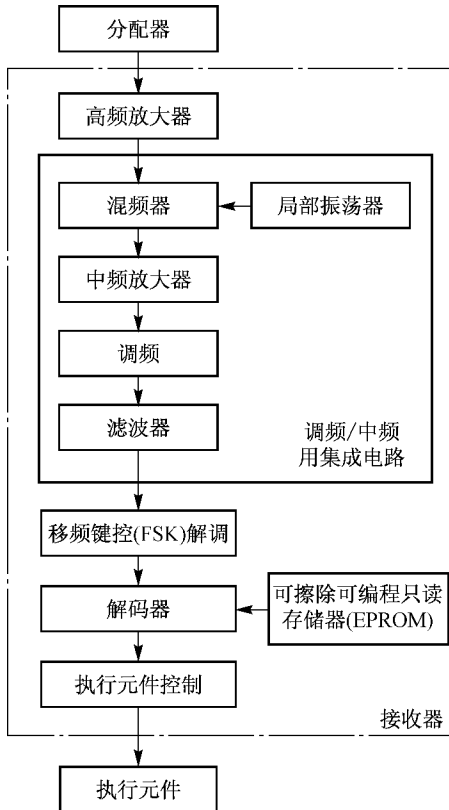 分配器
高频放大器
混频器
局部振荡器
中频放大器
调频
滤波器
调频/中频
用集成电路
移频键控(FSK)解调
解码器
可擦除可编程只读
存储器(EPROM)
执行元件控制
接收器
执行元件